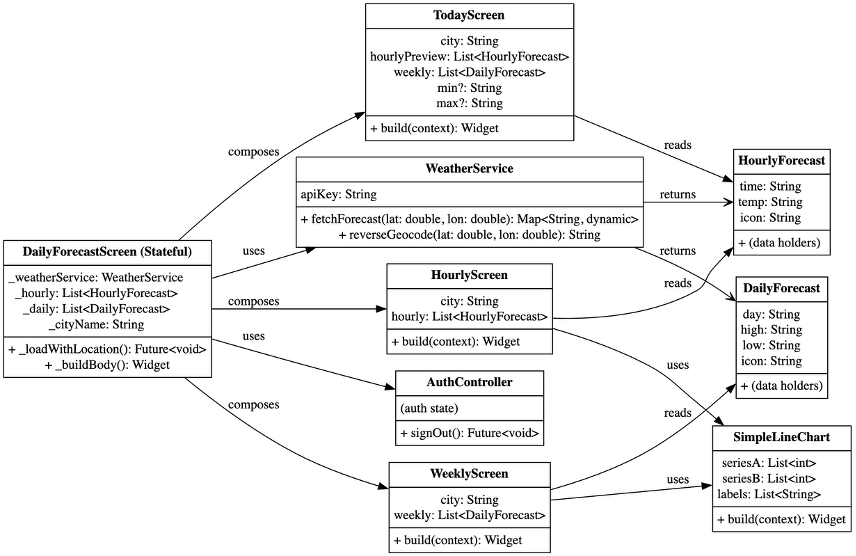 TodayScreen
city: String
hourlyPreview: List<HourlyForecast>
weekly: List<DailyForecast>
min?: String
max?: String
+ build(context): Widget
composes
reads
WeatherService
apiKey: String
+ fetchForecast(lat: double, lon: double): Map<String, dynamic>
+ reverseGeocode(lat: double, lon: double): String
returns
HourlyForecast
time: String
temp: String
icon: String
+ (data holders)
DailyForecastScreen (Stateful)
_weatherService: WeatherService
_hourly: List<HourlyForecast>
_daily: List<DailyForecast>
_cityName: String
+ _loadWithLocation(): Future<void>
+ _buildBody(): Widget
uses
returns
HourlyScreen
city: String
hourly: List<HourlyForecast>
+ build(context): Widget
composes
reads
DailyForecast
day: String
high: String
low: String
icon: String
+ (data holders)
uses
uses
AuthController
(auth state)
+ signOut(): Future<void>
composes
reads
SimpleLineChart
seriesA: List<int>
seriesB: List<int>
labels: List<String>
+ build(context): Widget
WeeklyScreen
city: String
weekly: List<DailyForecast>
+ build(context): Widget
uses